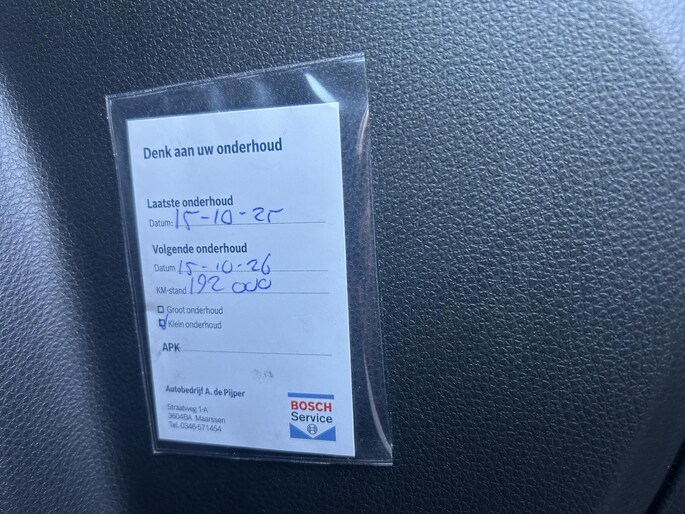 Denk aan uw onderhoud
Laatste onderhoud
Datum: 15-10-25
Volgende onderhoud
Datum 15-10-26
KM-stand 192 000
Groot onderhoud
Klein onderhoud
APK
Autobedrijf A. de Pijper
Straatweg 1-A
3604BA Maarssen
Tel. 0346-571454
BOSCH
Service